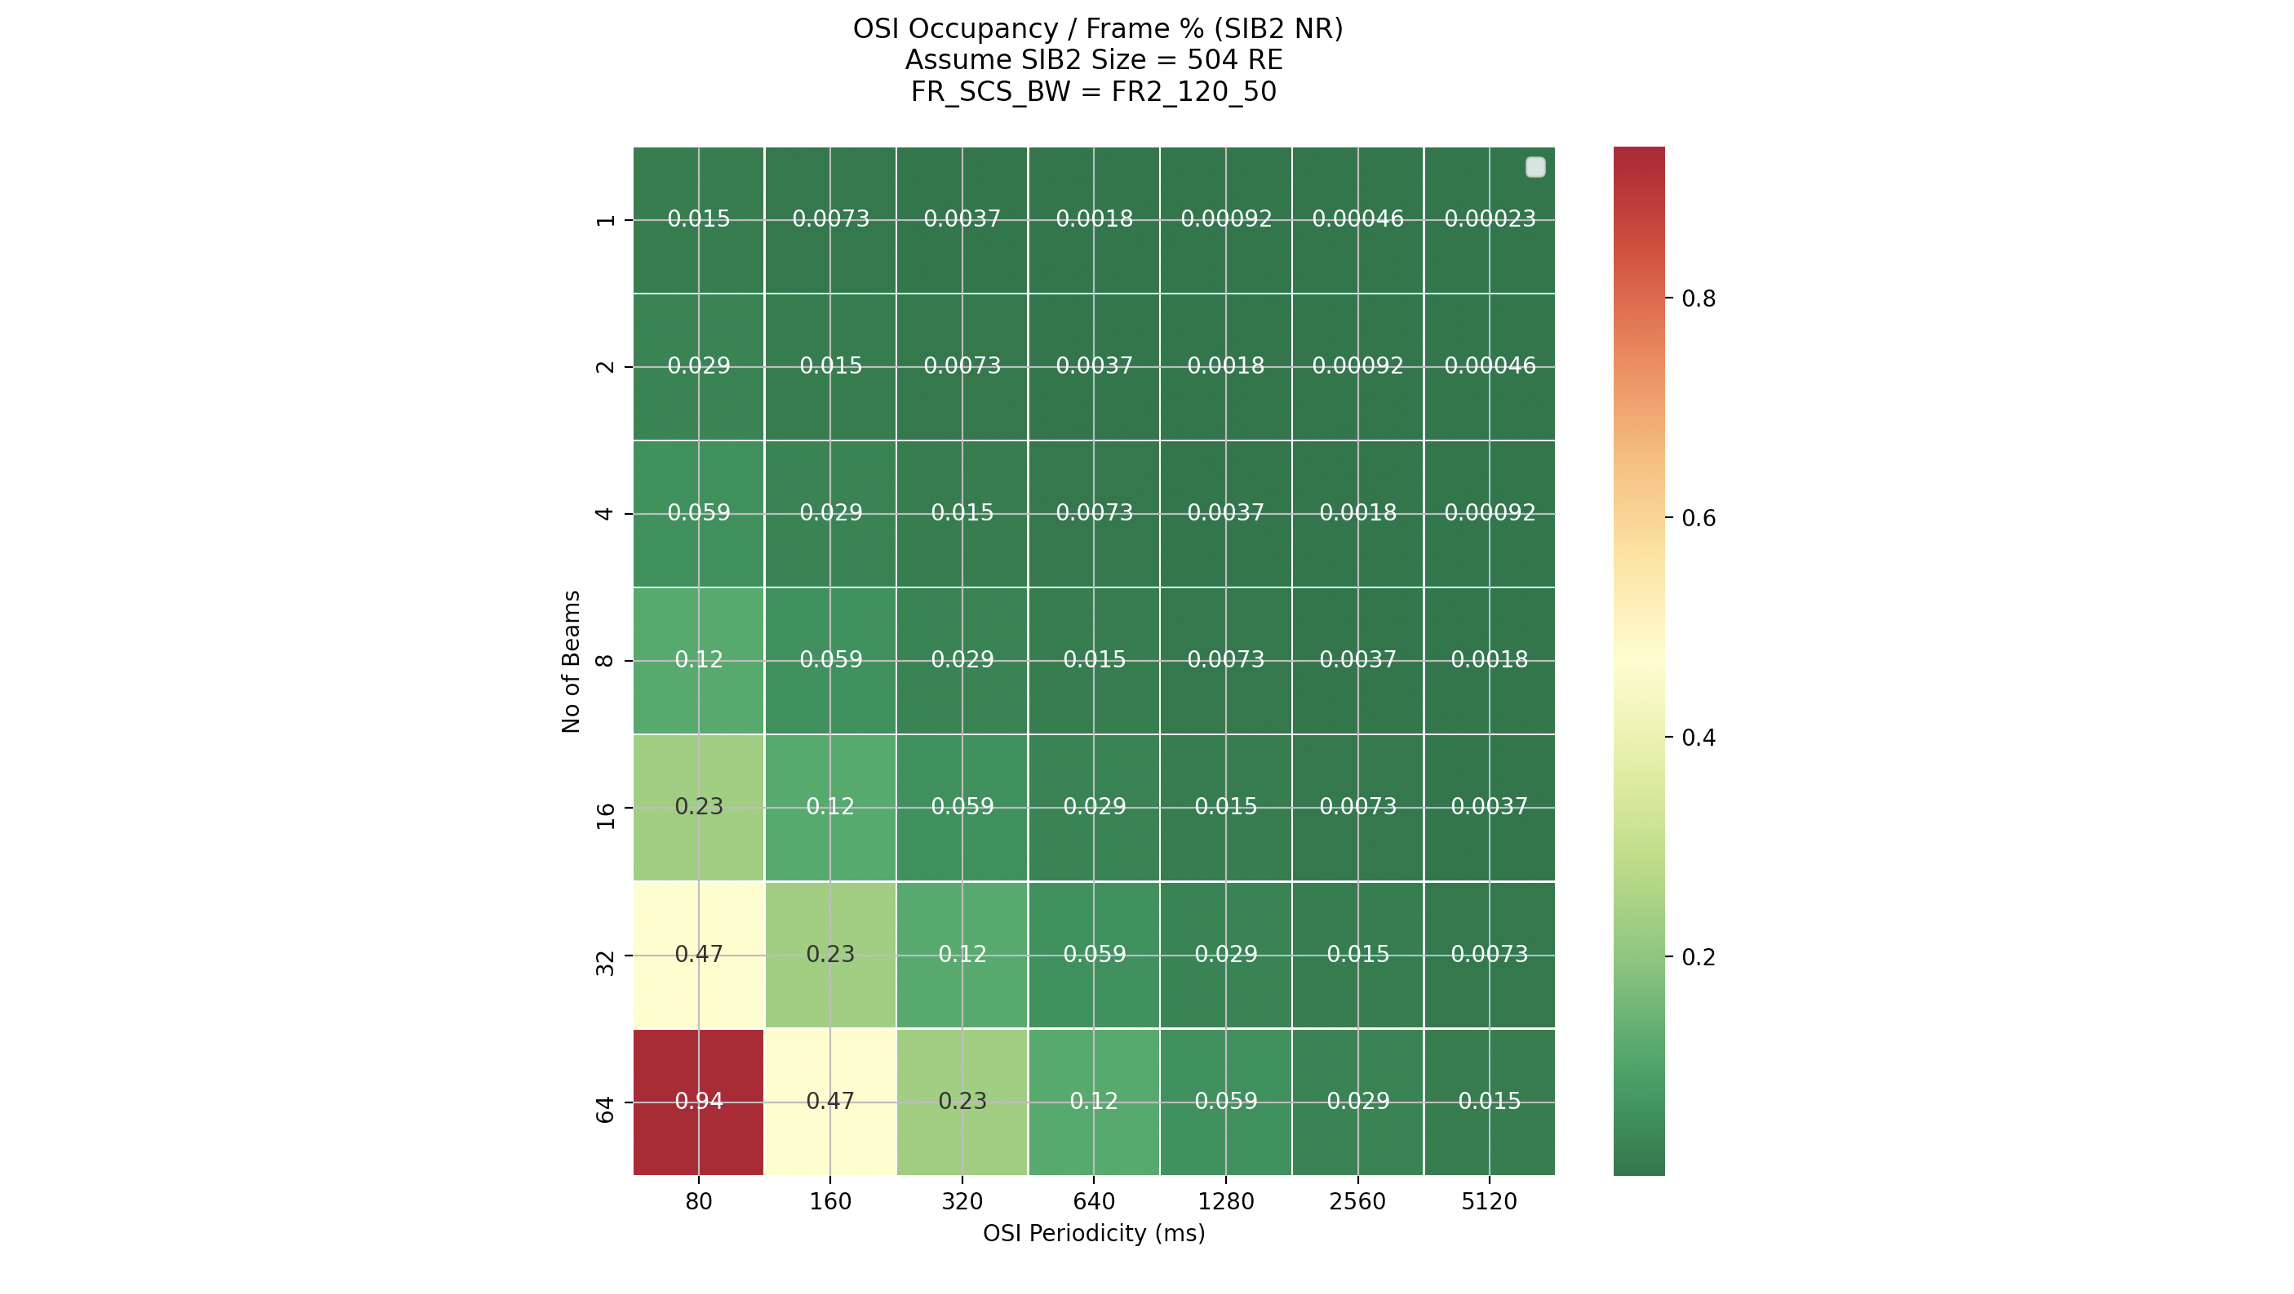 OSI Occupancy / Frame % (SIB2 NR)
Assume SIB2 Size = 504 RE
FR_SCS_BW = FR2_120_50
No of Beams
1 0.015 0.0073 0.0037 0.0018 0.00092 0.00046 0.00023
2 0.029 0.015 0.0073 0.0037 0.0018 0.00092 0.00046
4 0.059 0.029 0.015 0.0073 0.0037 0.0018 0.00092
8 0.12 0.059 0.029 0.015 0.0073 0.0037 0.0018
16 0.23 0.12 0.059 0.029 0.015 0.0073 0.0037
32 0.47 0.23 0.12 0.059 0.029 0.015 0.0073
64 0.94 0.47 0.23 0.12 0.059 0.029 0.015
80 160 320 640 1280 2560 5120
OSI Periodicity (ms)
0.8
0.6
0.4
0.2